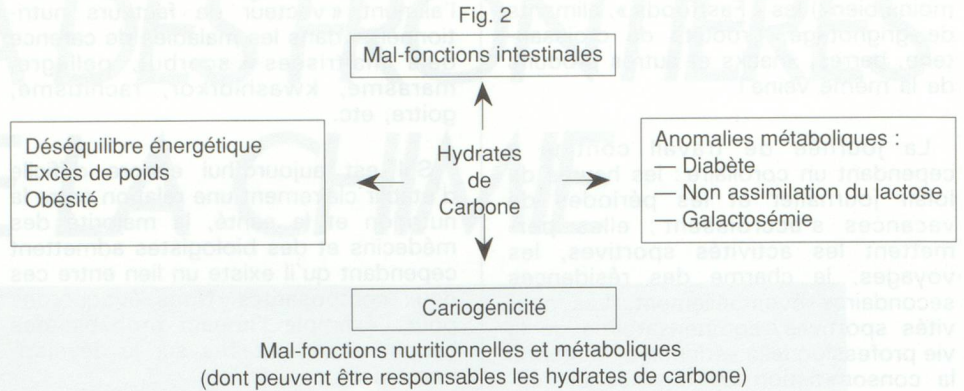 Fig. 2
Mal-fonctions intestinales
Déséquilibre énergétique
Excès de poids
Obésité
Hydrates
de
Carbone
Anomalies métaboliques :
— Diabète
— Non assimilation du lactose
— Galactosémie
Cariogénicité
Mal-fonctions nutritionnelles et métaboliques
(dont peuvent être responsables les hydrates de carbone)